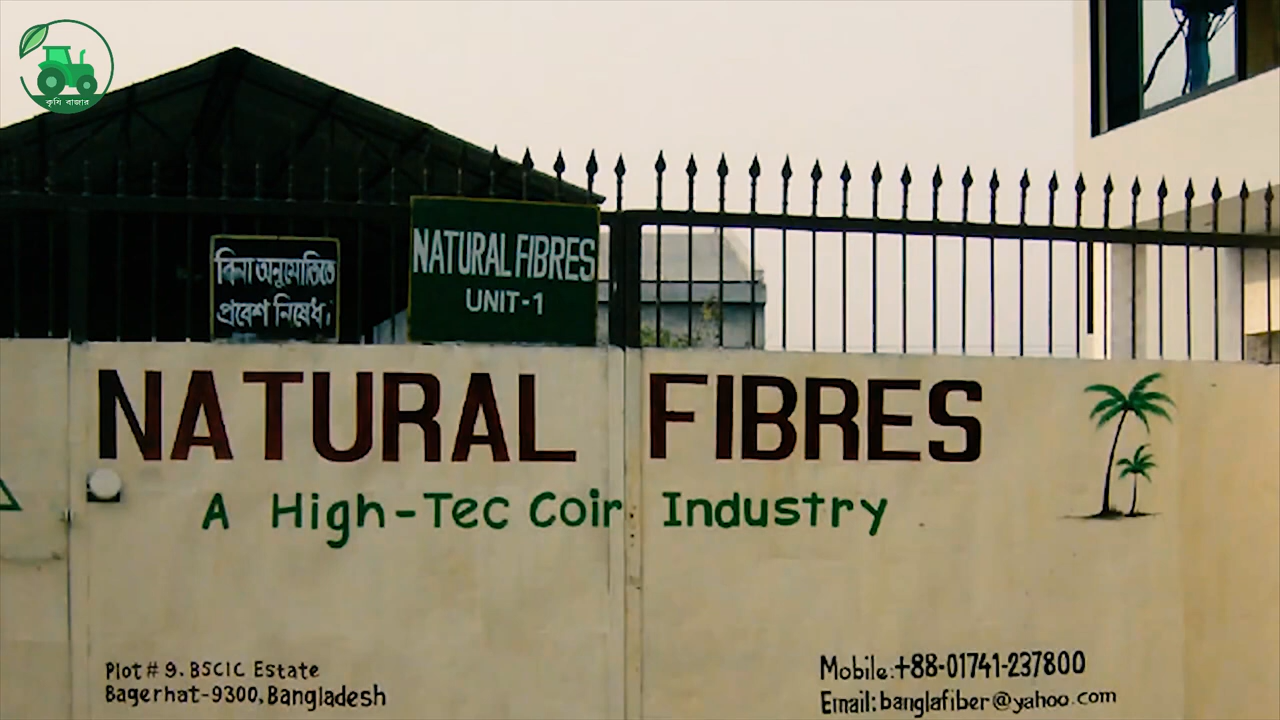 কৃষি বাজার
বিনা অনুমোতিতে
প্রবেশ নিষেধ।
NATURAL FIBRES
UNIT-1
NATURAL FIBRES
A High-Tec Coir Industry
Plot# 9. BSCIC Estate
Bagerhat-9300, Bangladesh
Mobile:+88-01741-237800
Email: banglafiber@yahoo.com